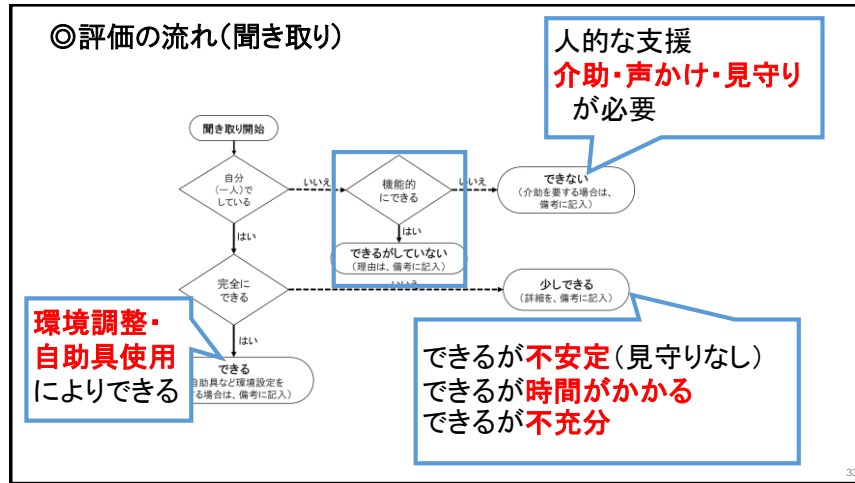 ◎評価の流れ(聞き取り)
人的な支援
介助・声かけ・見守り
が必要
聞き取り開始
自分
(一人)で
している
いいえ
機能的
にできる
いいえ
できない
(介助を要する場合は、
備考に記入)
はい
はい
できるがしていない
(理由は、備考に記入)
完全に
できる
いいえ
少しできる
(詳細を、備考に記入)
環境調整・
自助具使用
によりできる
はい
できる
自助具など環境設定を
る場合は、備考に記入)
できるが不安定(見守りなし)
できるが時間がかかる
できるが不充分
33